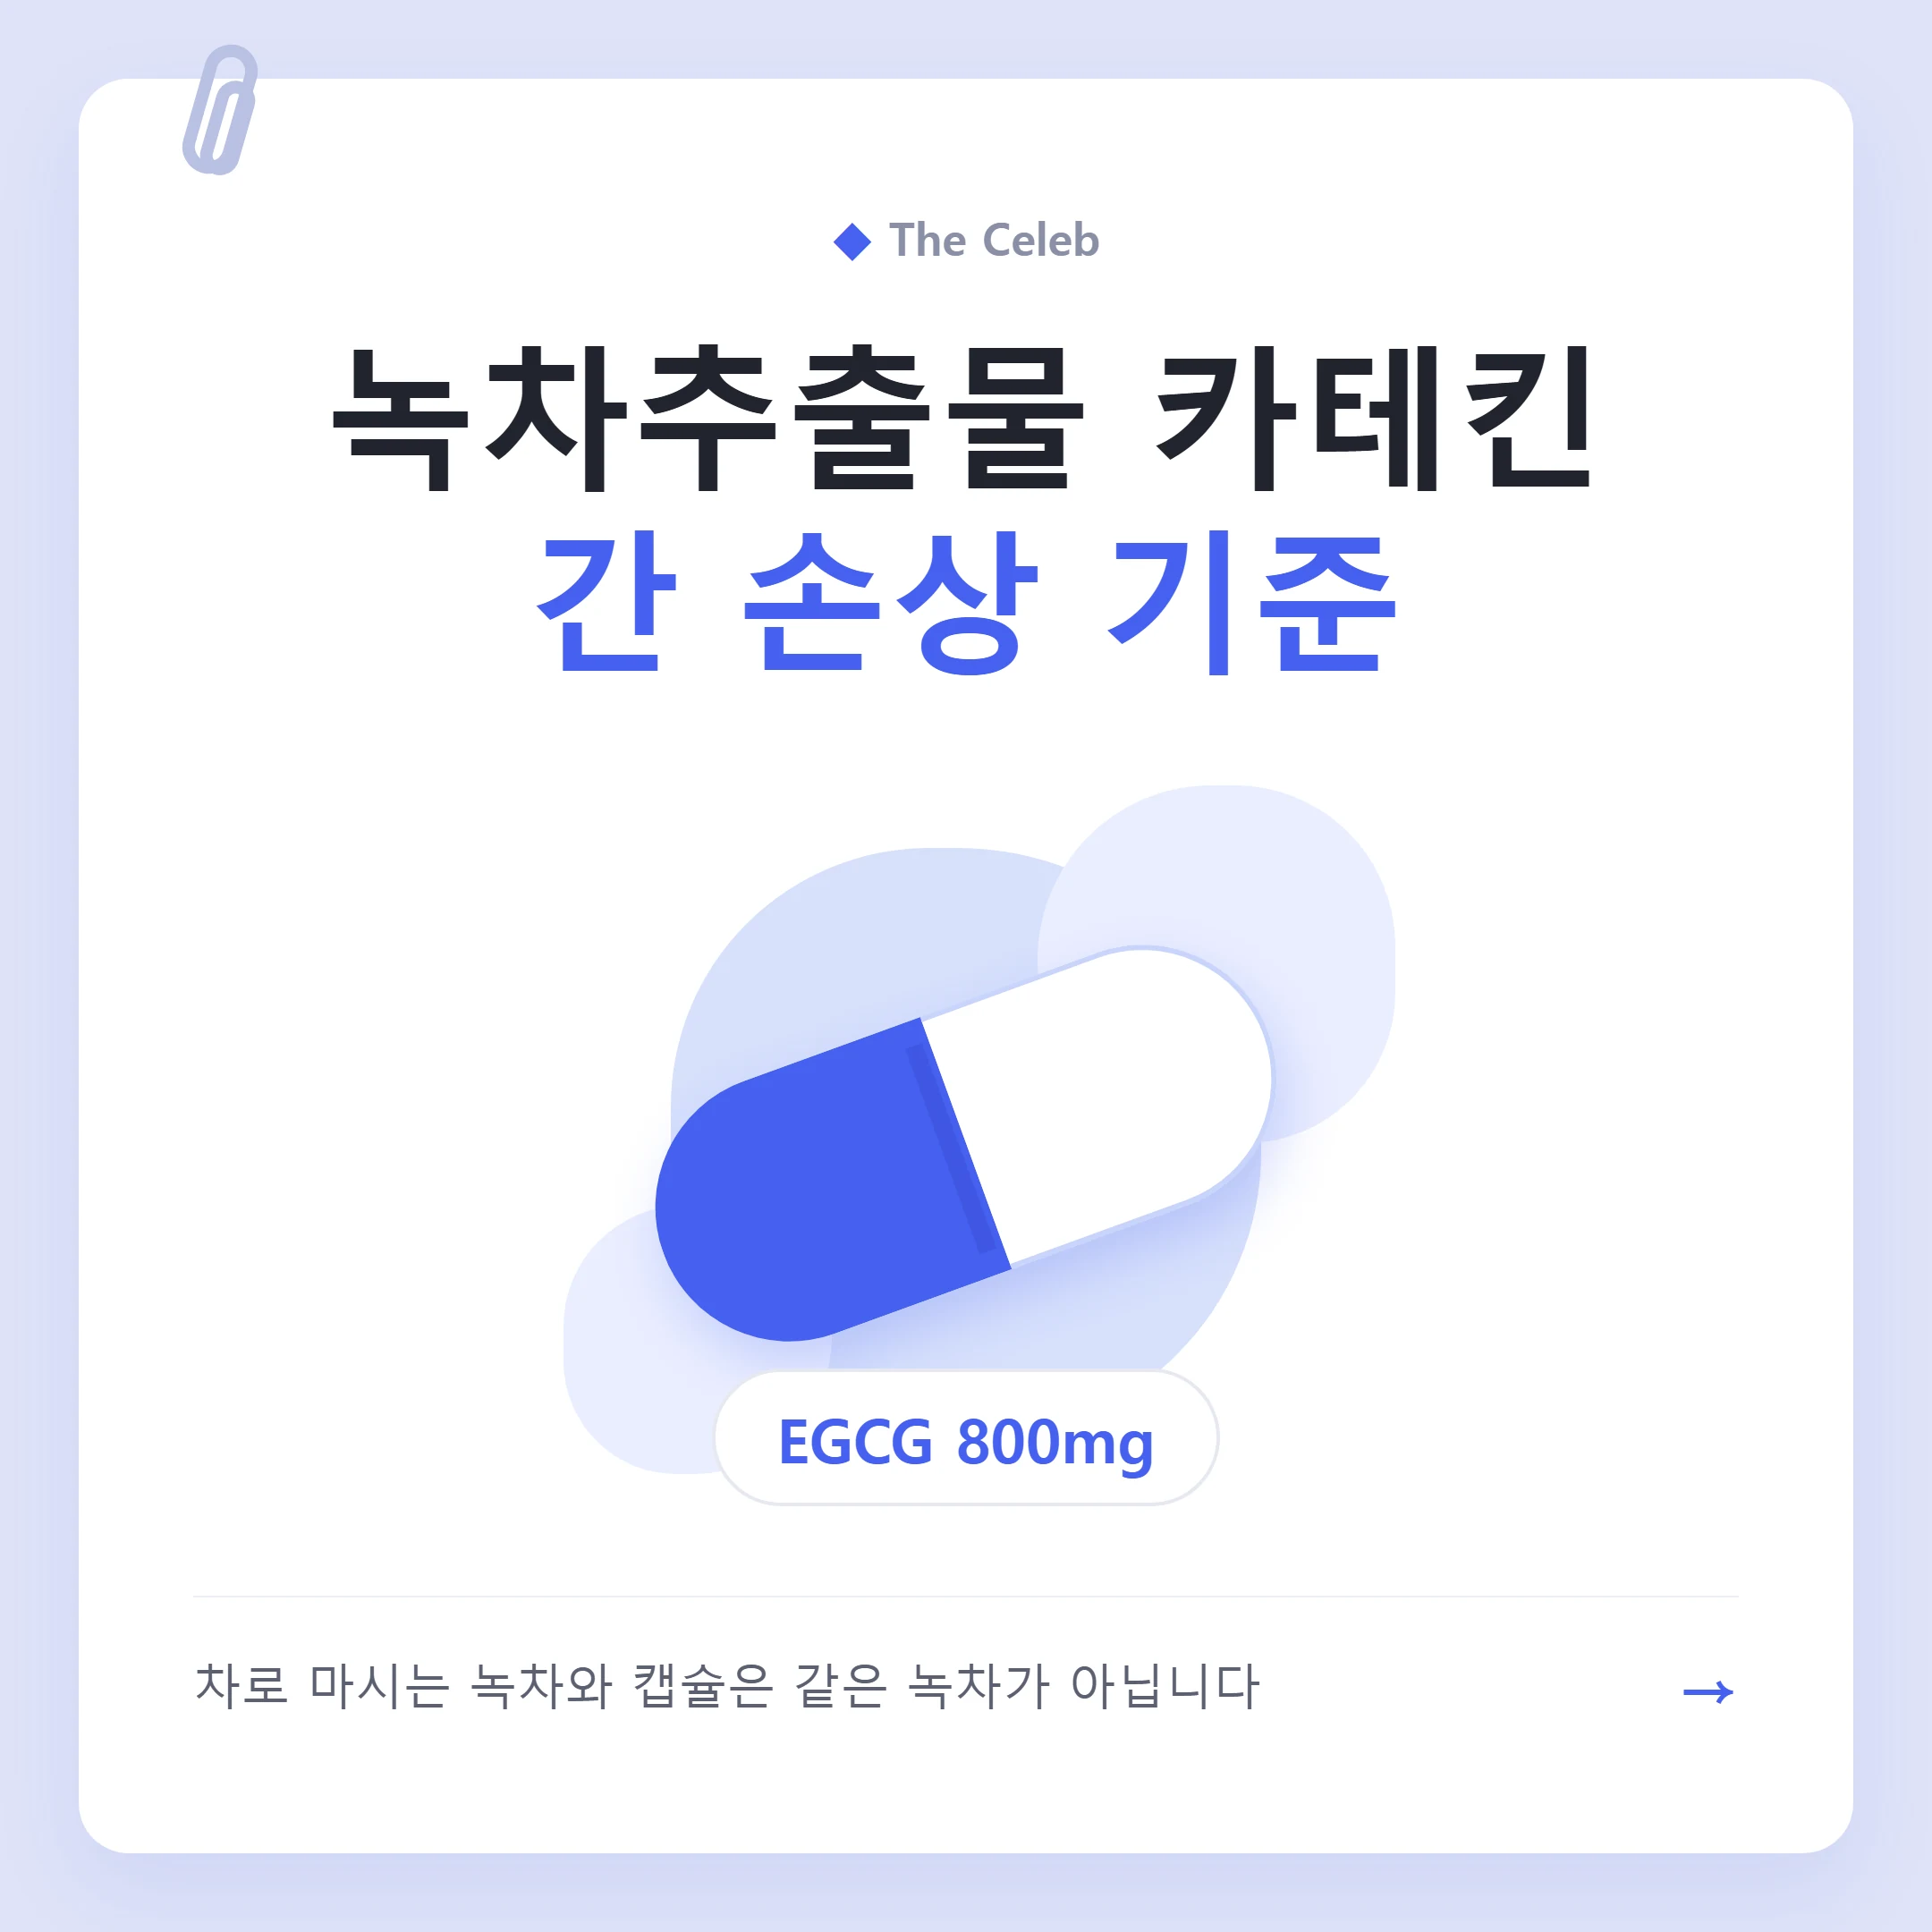 The Celeb
녹차추출물 카테킨
간 손상 기준
EGCG 800mg
차로 마시는 녹차와 캡슐은 같은 녹차가 아닙니다
→